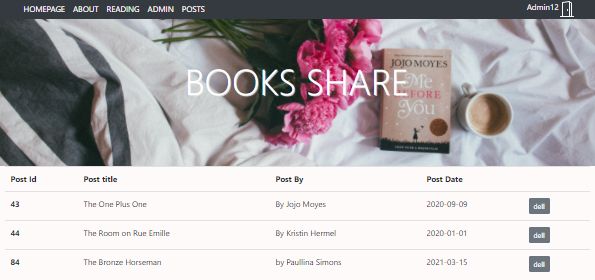 HOMEPAGE ABOUT READING ADMIN POSTS Admin12
BOOKS SHARE
JOJO MOYES
Me
BEFORE
You
Post Id Post title Post By Post Date
43 The One Plus One By Jojo Moyes 2020-09-09 dell
44 The Room on Rue Emille By Kristin Hermel 2020-01-01 dell
84 The Bronze Horseman by Paullina Simons 2021-03-15 dell